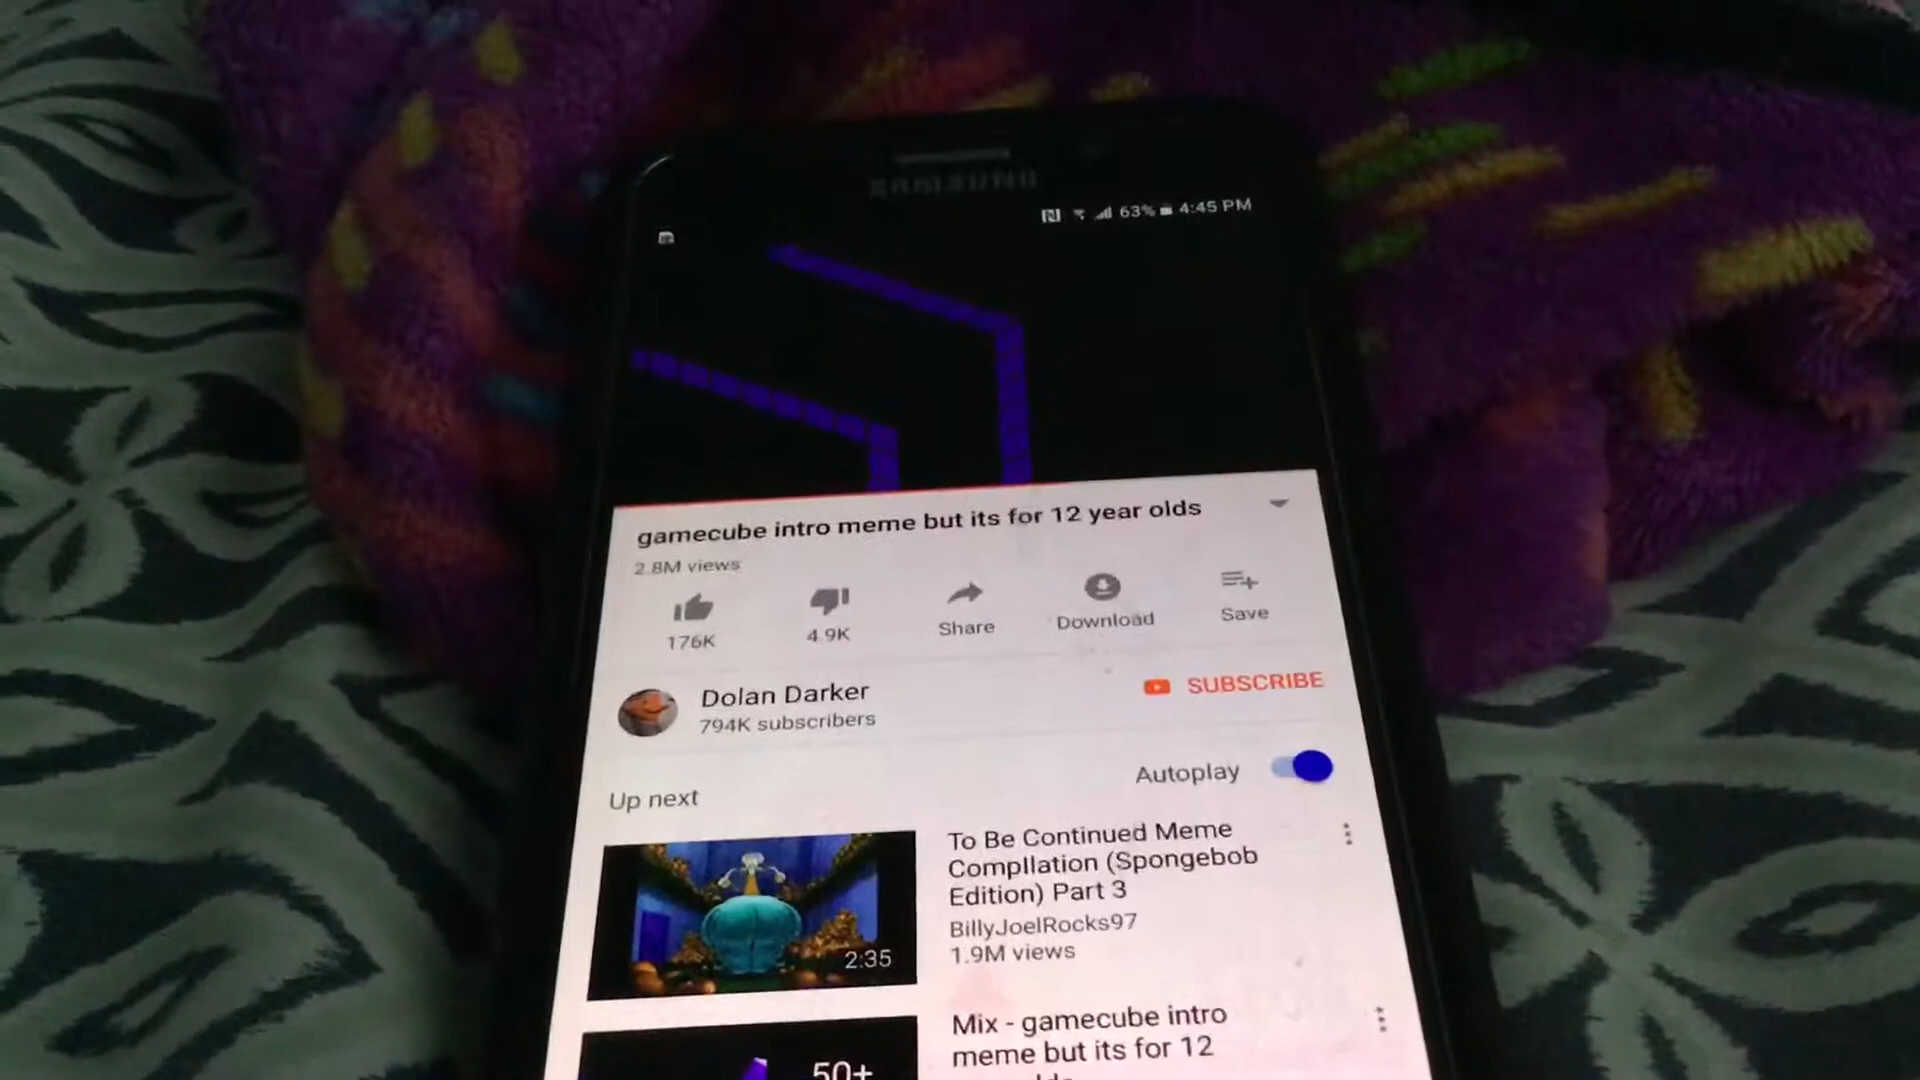 SAMSUNG
63% 4:45 PM
gamecube intro meme but its for 12 year olds
2.8M views
176K
4.9K
Share
Download
Save
Dolan Darker
794K subscribers
SUBSCRIBE
Up next
Autoplay
2:35
To Be Continued Meme
CompIlation (Spongebob
Edition) Part 3
BillyJoelRocks97
1.9M views
50+
Mix - gamecube intro
meme but its for 12